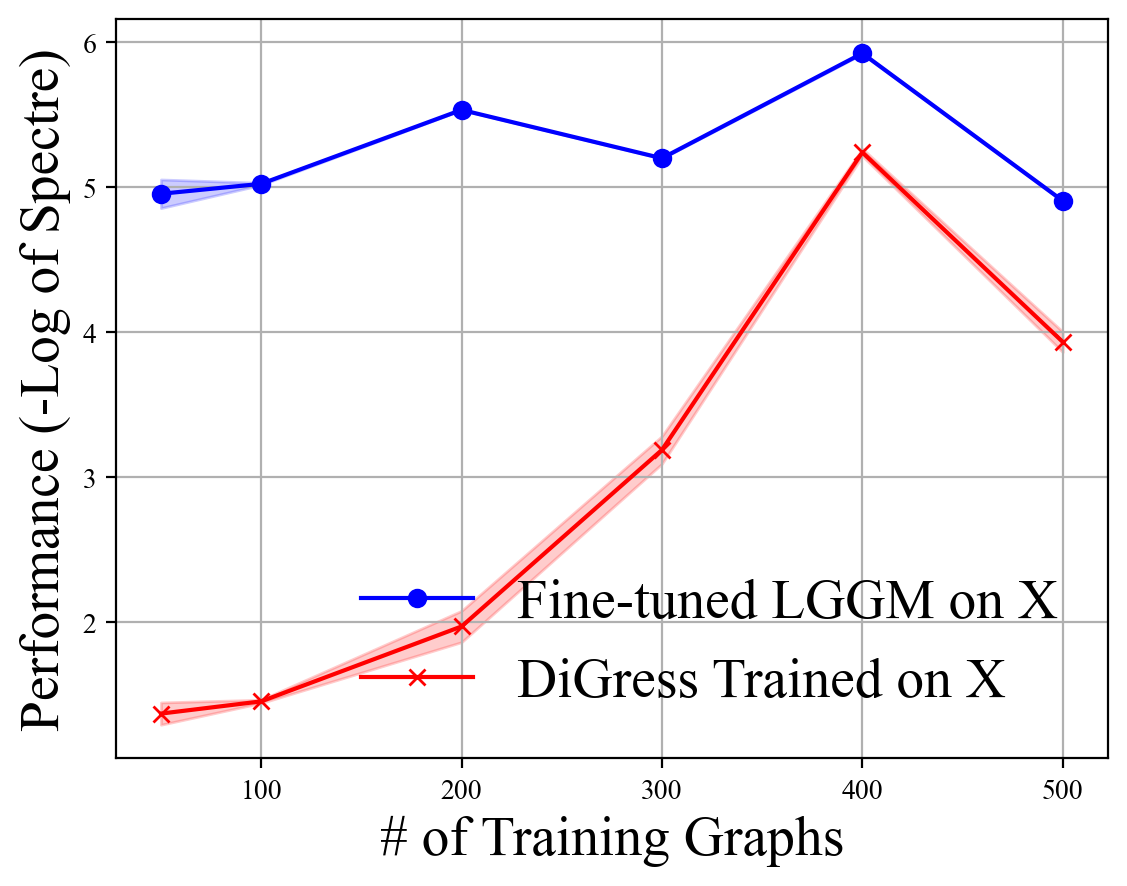 Performance (-Log of Spectre)
6
5
4
3
2
Fine-tuned LGGM on X
DiGress Trained on X
100 200 300 400 500
# of Training Graphs